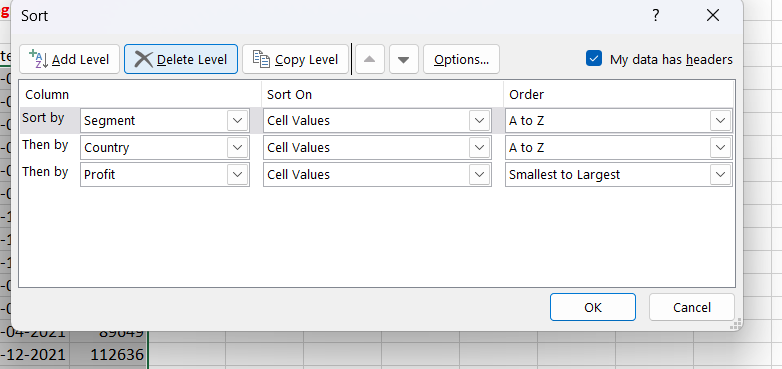 Sort ?
Add Level Delete Level Copy Level Options... My data has headers
Column Sort On Order
Sort by Segment Cell Values A to Z
Then by Country Cell Values A to Z
Then by Profit Cell Values Smallest to Largest
OK Cancel
-04-2021 89049
-12-2021 112636